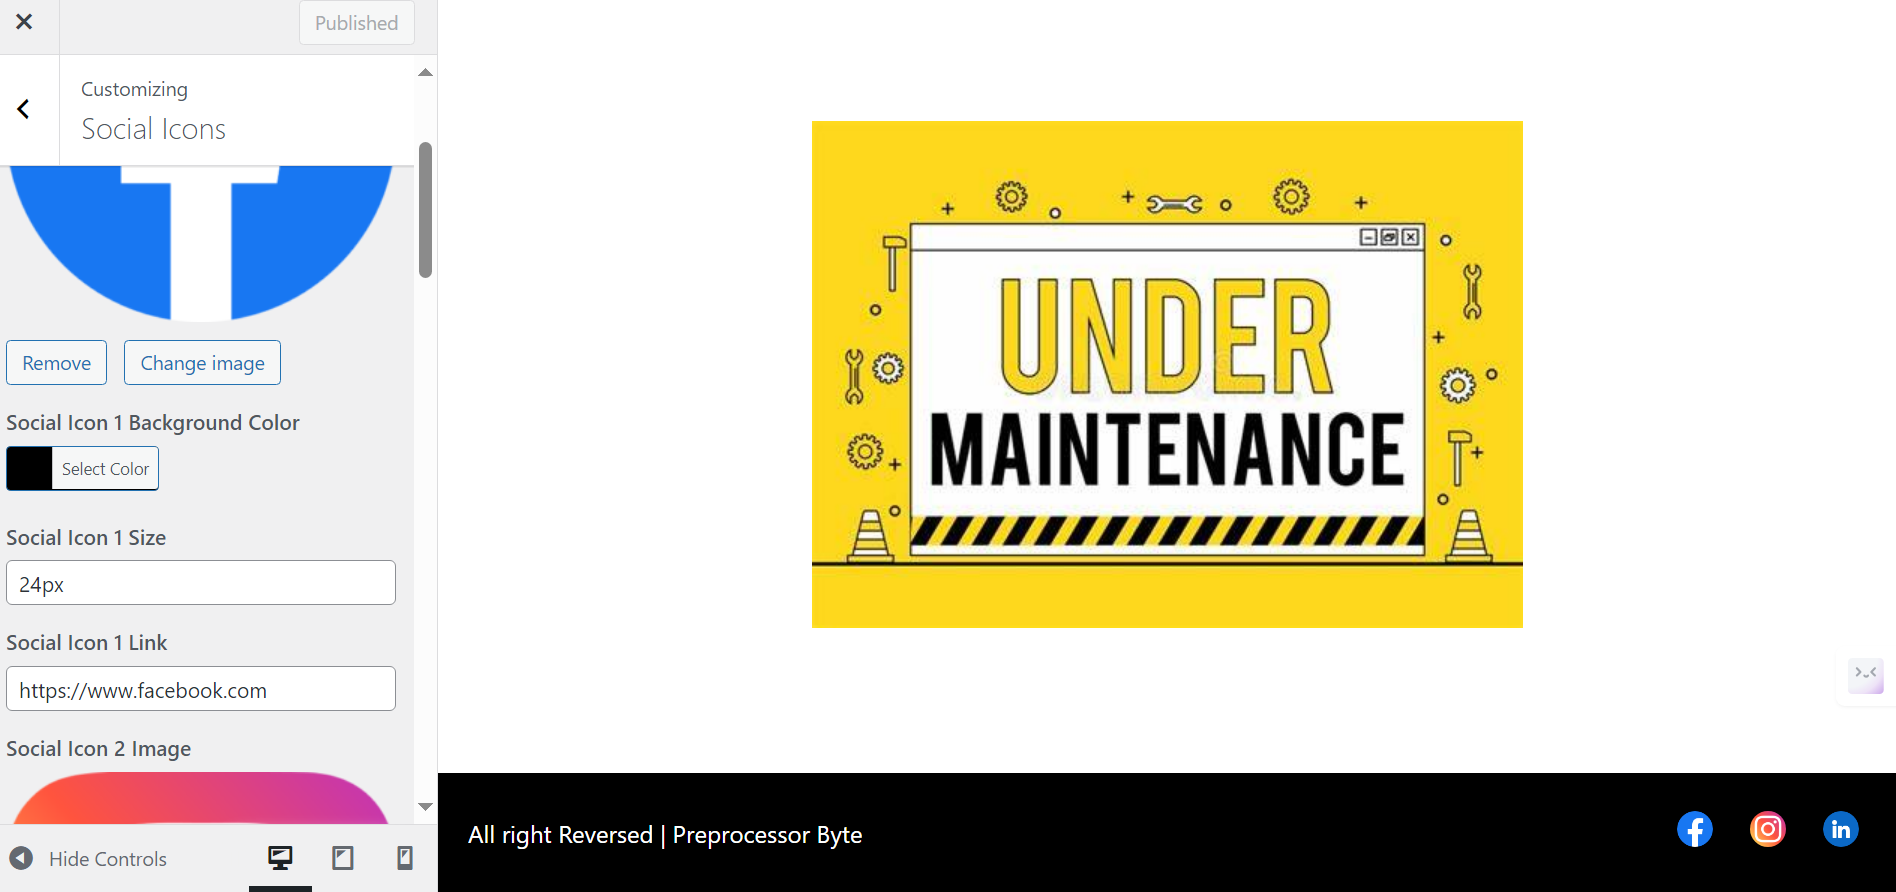 Published
Customizing
Social Icons
Remove
Change image
Social Icon 1 Background Color
Select Color
Social Icon 1 Size
24px
Social Icon 1 Link
https://www.facebook.com
Social Icon 2 Image
Hide Controls
UNDER
MAINTENANCE
All right Reversed | Preprocessor Byte
in